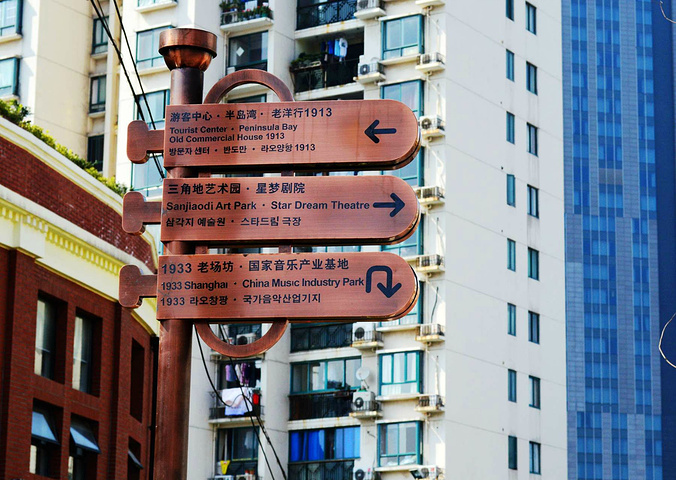 游客中心·半岛湾·老洋行1913
Tourist Center · Peninsula Bay
Old Commercial House 1913
방문자 센터 · 반도만 · 라오양항 1913
三角地艺术园·星梦剧院
Sanjiaodi Art Park · Star Dream Theatre
삼각지 예술원 · 스타드림 극장
1933 老场坊·国家音乐产业基地
1933 Shanghai · China Music Industry Park
1933 라오창팡 · 국가음악산업기지